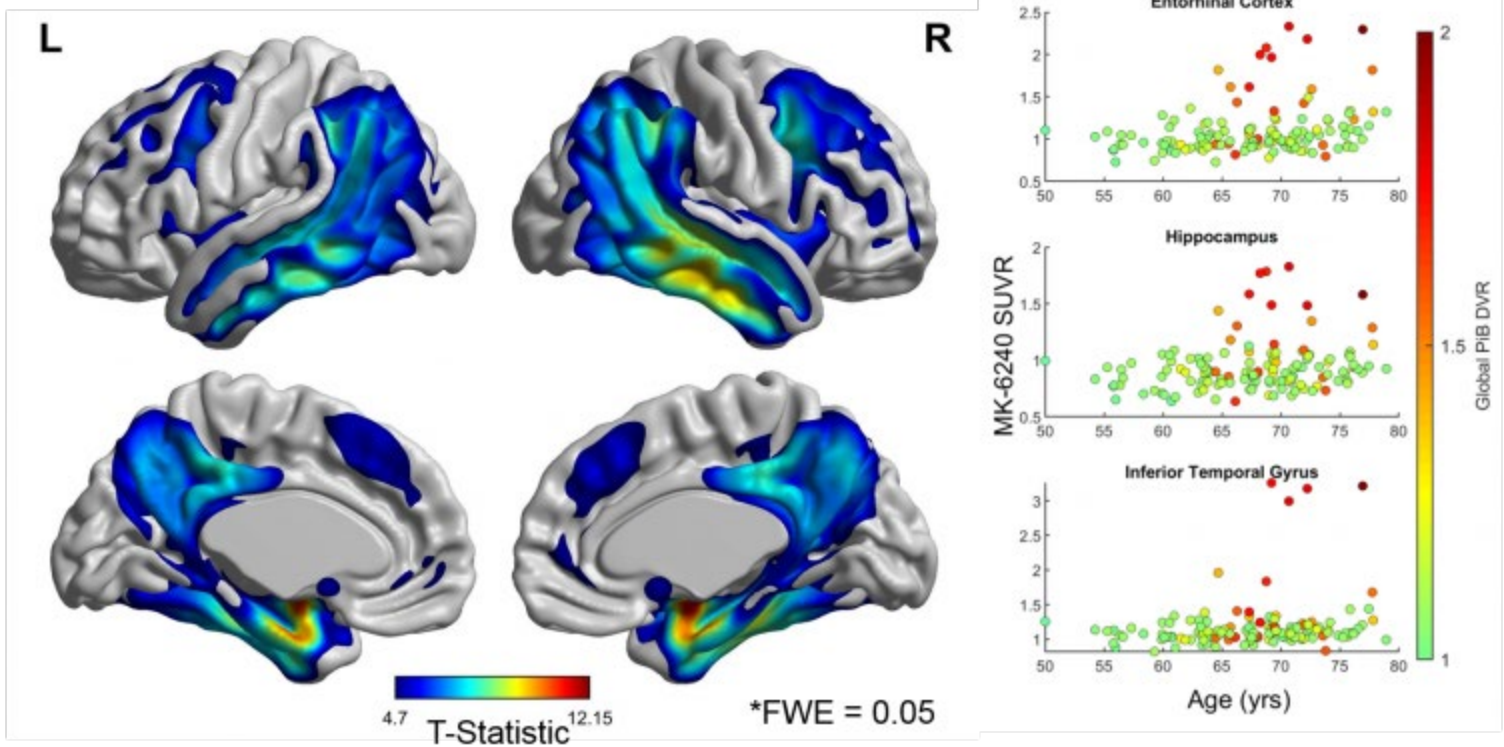 L
R
4.7
12.15
T-Statistic
*FWE = 0.05
Entorhinal Cortex
2.5
2
1.5
1
0.5
50 55 60 65 70 75 80
Hippocampus
2
1.5
1
0.5
50 55 60 65 70 75 80
MK-6240 SUVR
Inferior Temporal Gyrus
3
2.5
2
1.5
1
50 55 60 65 70 75 80
Age (yrs)
2
1.5
1
Global PiB DVR